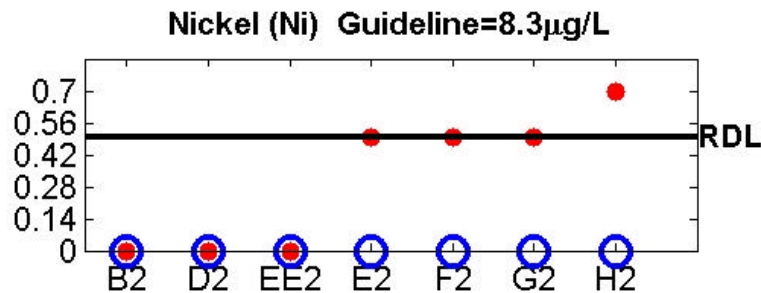 Nickel (Ni) Guideline=8.3µg/L
0.7
0.56
RDL
0.42
0.28
0.14
0
B2 D2 EE2 E2 F2 G2 H2